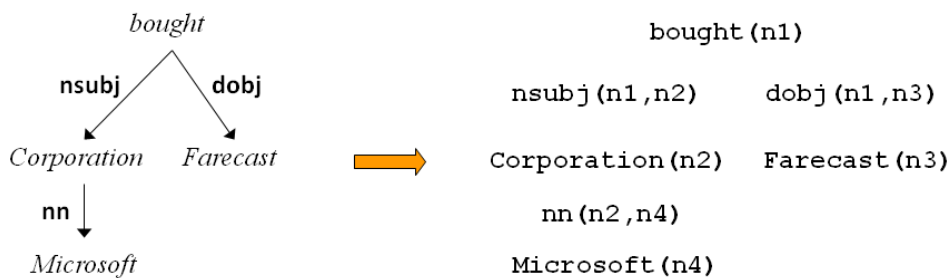 bought
nsubj dobj
Corporation Farecast
nn
Microsoft
bought(n1)
nsubj(n1,n2) dobj(n1,n3)
Corporation(n2) Farecast(n3)
nn(n2,n4)
Microsoft(n4)